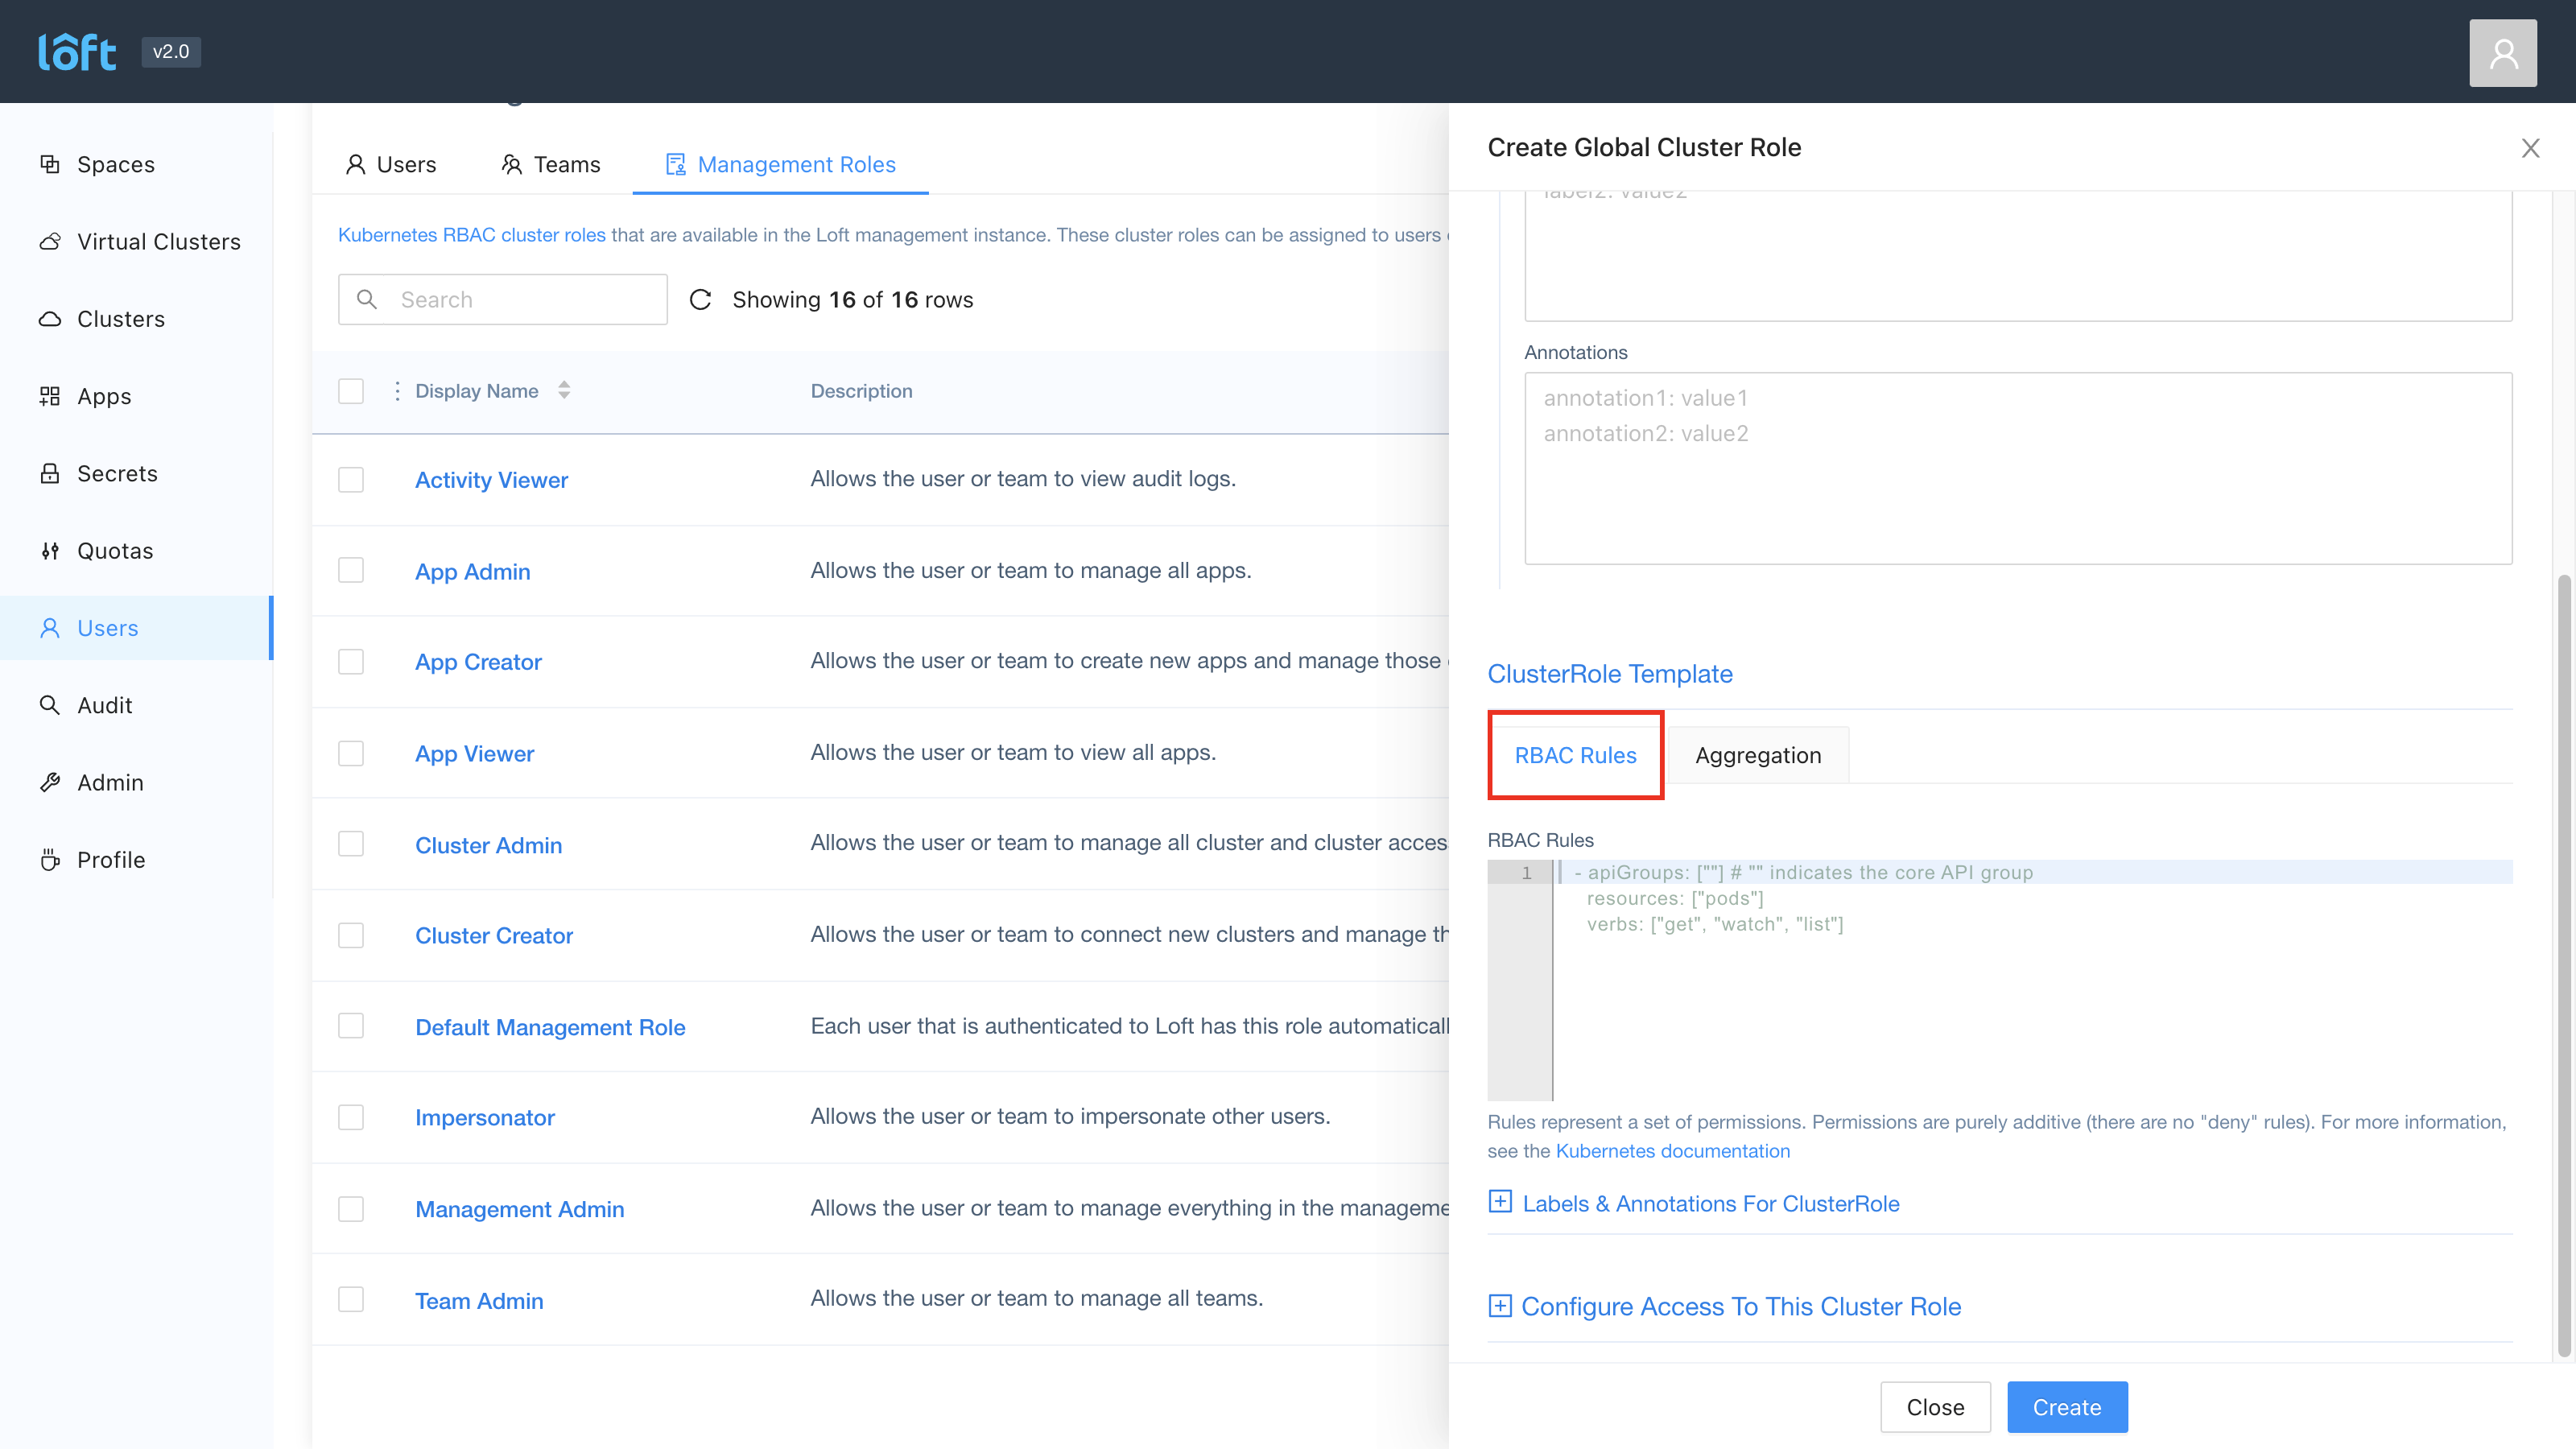 loft v2.0
Spaces
Virtual Clusters
Clusters
Apps
Secrets
Quotas
Users
Audit
Admin
Profile
Users Teams Management Roles
Kubernetes RBAC cluster roles that are available in the Loft management instance. These cluster roles can be assigned to users
Search Showing 16 of 16 rows
Display Name Description
Activity Viewer Allows the user or team to view audit logs.
App Admin Allows the user or team to manage all apps.
App Creator Allows the user or team to create new apps and manage those
App Viewer Allows the user or team to view all apps.
Cluster Admin Allows the user or team to manage all cluster and cluster acces
Cluster Creator Allows the user or team to connect new clusters and manage th
Default Management Role Each user that is authenticated to Loft has this role automaticall
Impersonator Allows the user or team to impersonate other users.
Management Admin Allows the user or team to manage everything in the manageme
Team Admin Allows the user or team to manage all teams.
Create Global Cluster Role
label2: value2
Annotations
annotation1: value1
annotation2: value2
ClusterRole Template
RBAC Rules Aggregation
RBAC Rules
1 - apiGroups: [""] # "" indicates the core API group
resources: ["pods"]
verbs: ["get", "watch", "list"]
Rules represent a set of permissions. Permissions are purely additive (there are no "deny" rules). For more information,
see the Kubernetes documentation
Labels & Annotations For ClusterRole
Configure Access To This Cluster Role
Close Create